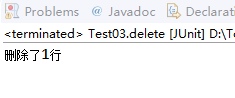 Problems @ Javadoc Declarati
<terminated> Test03.delete [JUnit] D:\T
删除了1行